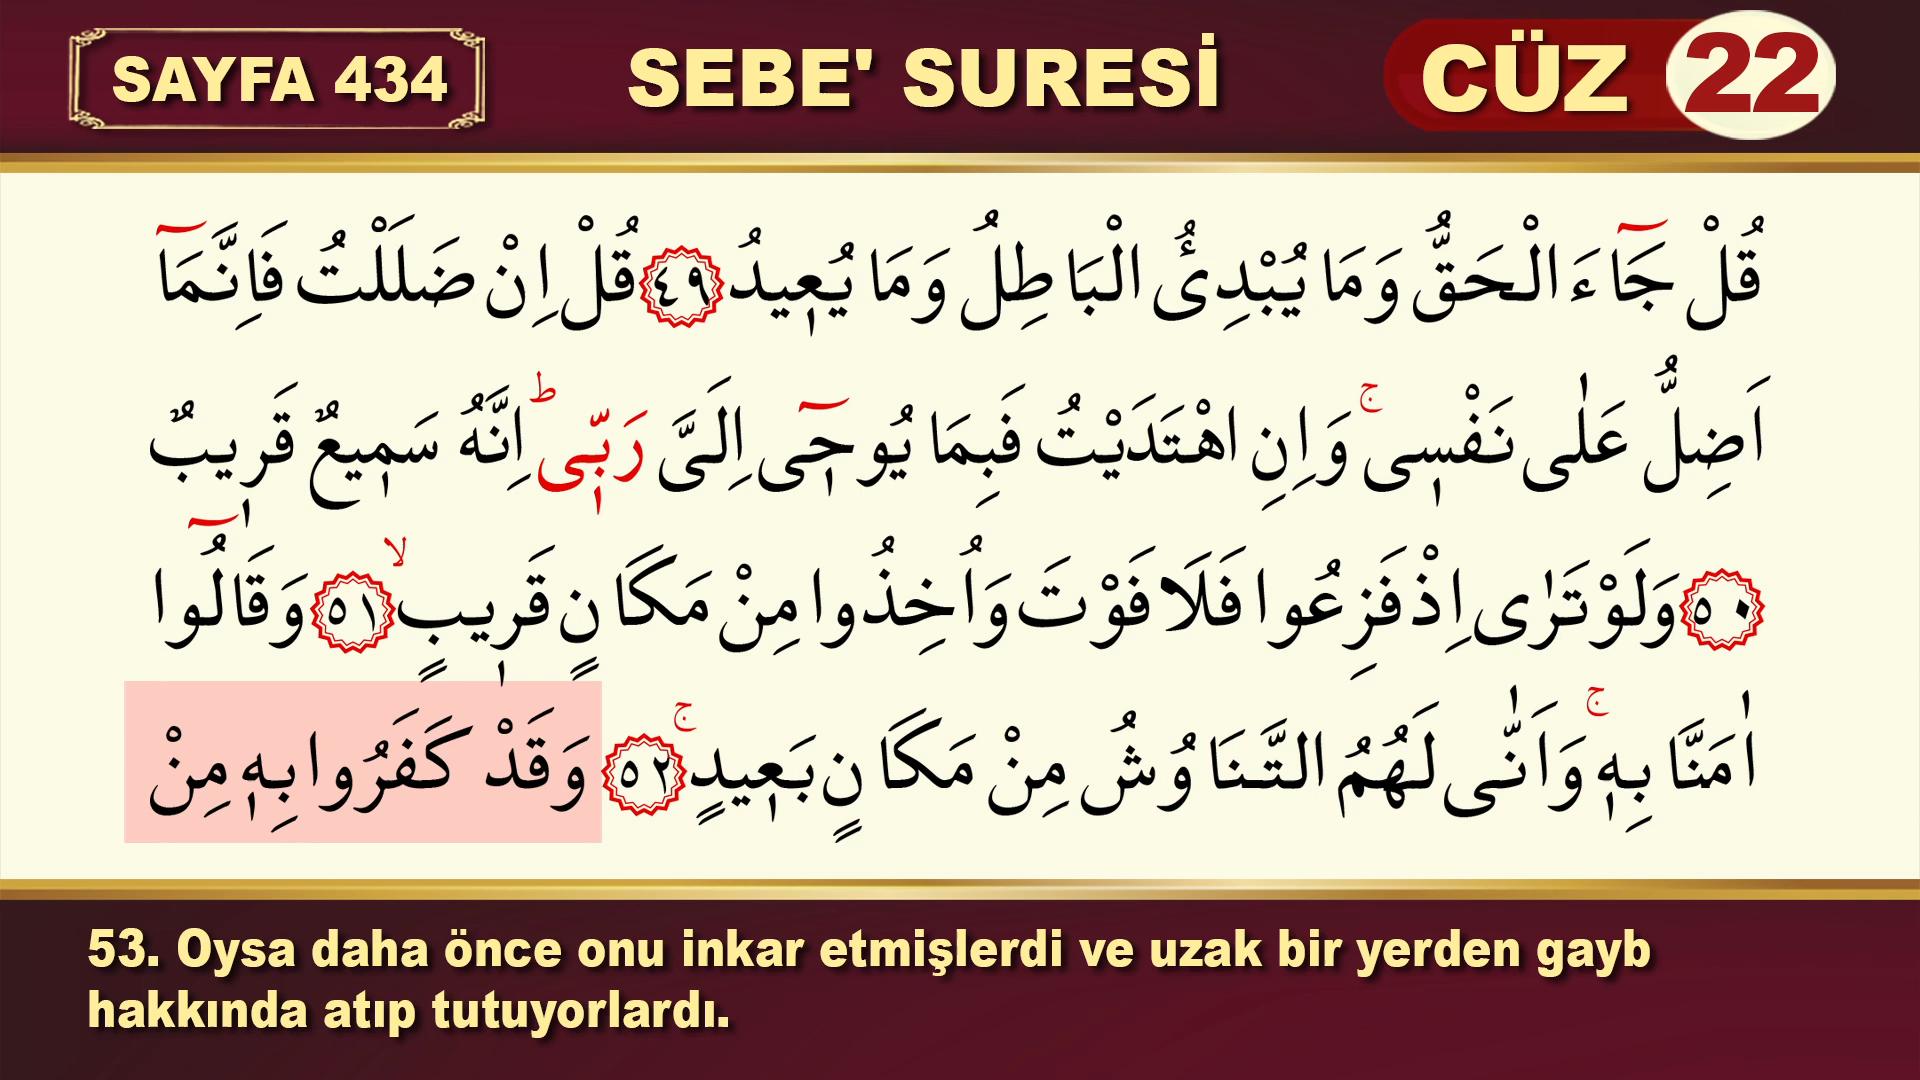 SAYFA 434
SEBE' SURESİ
CÜZ 22
قُلْ جَٓاءَ الْحَقُّ وَمَا يُبْدِئُ الْبَاطِلُ وَمَا يُع۪يدُ ﴿٤٩﴾ قُلْ اِنْ ضَلَلْتُ فَاِنَّمَٓا
اَضِلُّ عَلٰى نَفْس۪ىۚ وَاِنِ اهْتَدَيْتُ فَبِمَا يُوح۪ٓى اِلَىَّ رَبّ۪ىۜ اِنَّهُ سَم۪يعٌ قَر۪يبٌ
﴿٥٠﴾ وَلَوْ تَرٰى اِذْ فَزِعُوا فَلَا فَوْتَ وَاُخِذُوا مِنْ مَكَانٍ قَر۪يبٍۙ ﴿٥١﴾ وَقَالُٓوا
اٰمَنَّا بِه۪ۚ وَاَنّٰى لَهُمُ التَّنَاوُشُ مِنْ مَكَانٍ بَع۪يدٍۚ ﴿٥٢﴾ وَقَدْ كَفَرُوا بِه۪ مِنْ
53. Oysa daha önce onu inkar etmişlerdi ve uzak bir yerden gayb
hakkında atıp tutuyorlardı.